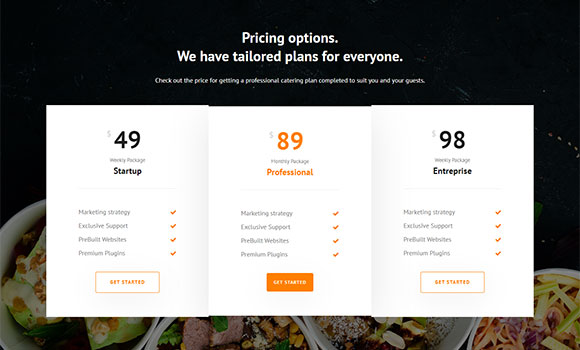 Pricing options.
We have tailored plans for everyone.
Check out the price for getting a professional catering plan completed to suit you and your guests.
$49
Weekly Package
Startup
Marketing strategy
Exclusive Support
PreBuilt Websites
Premium Plugins
GET STARTED
$89
Monthly Package
Professional
Marketing strategy
Exclusive Support
PreBuilt Websites
Premium Plugins
GET STARTED
$98
Weekly Package
Entreprise
Marketing strategy
Exclusive Support
PreBuilt Websites
Premium Plugins
GET STARTED